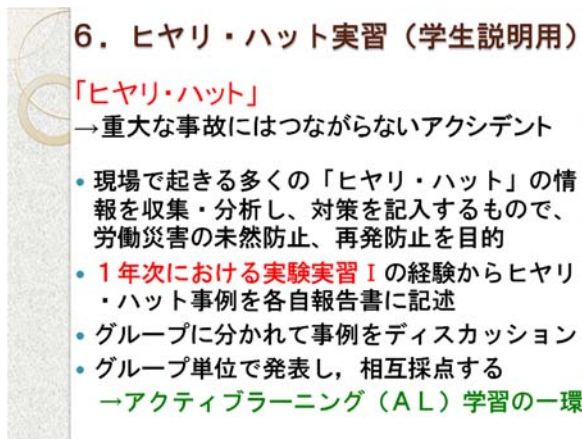 6．ヒヤリ・ハット実習（学生説明用）
「ヒヤリ・ハット」
→重大な事故にはつながらないアクシデント
• 現場で起きる多くの「ヒヤリ・ハット」の情
報を収集・分析し、対策を記入するもので、
労働災害の未然防止、再発防止を目的
• １年次における実験実習Ⅰの経験からヒヤリ
・ハット事例を各自報告書に記述
• グループに分かれて事例をディスカッション
• グループ単位で発表し，相互採点する
→アクティブラーニング（ＡＬ）学習の一環